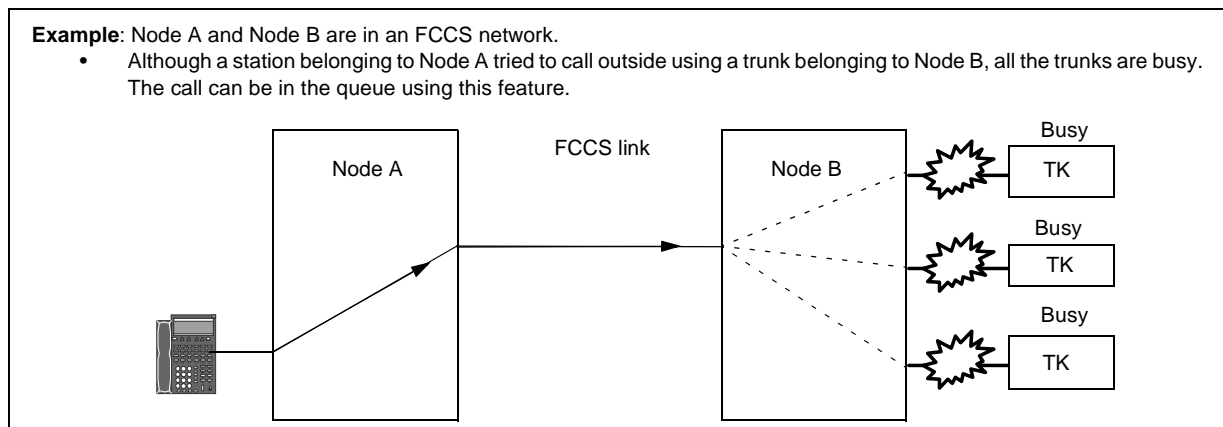 Example: Node A and Node B are in an FCCS network.
• Although a station belonging to Node A tried to call outside using a trunk belonging to Node B, all the trunks are busy.
The call can be in the queue using this feature.
Busy
FCCS link
Node A
Node B
TK
Busy
TK
Busy
TK